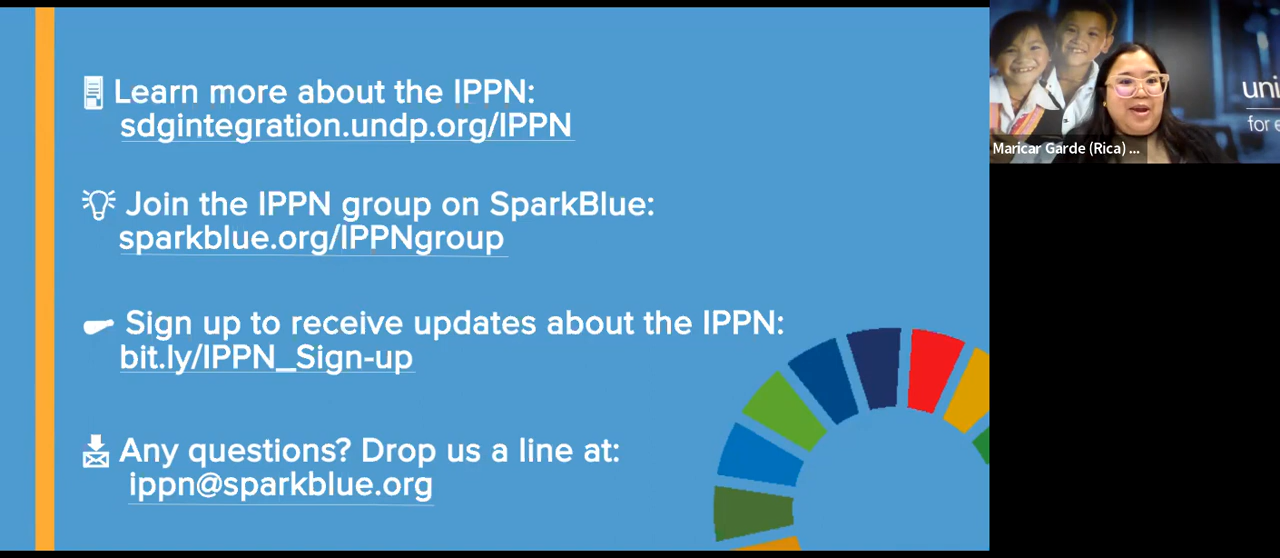 Learn more about the IPPN:
sdgintegration.undp.org/IPPN
Join the IPPN group on SparkBlue:
sparkblue.org/IPPNgroup
Sign up to receive updates about the IPPN:
bit.ly/IPPN_Sign-up
Any questions? Drop us a line at:
ippn@sparkblue.org
uni
for e
Maricar Garde (Rica) ...